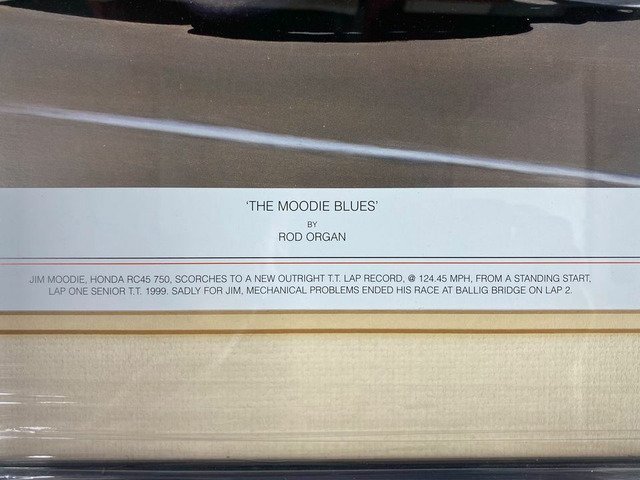 'THE MOODIE BLUES'
BY
ROD ORGAN
JIM MOODIE, HONDA RC45 750, SCORCHES TO A NEW OUTRIGHT T.T. LAP RECORD, @ 124.45 MPH, FROM A STANDING START,
LAP ONE SENIOR T.T. 1999. SADLY FOR JIM, MECHANICAL PROBLEMS ENDED HIS RACE AT BALLIG BRIDGE ON LAP 2.